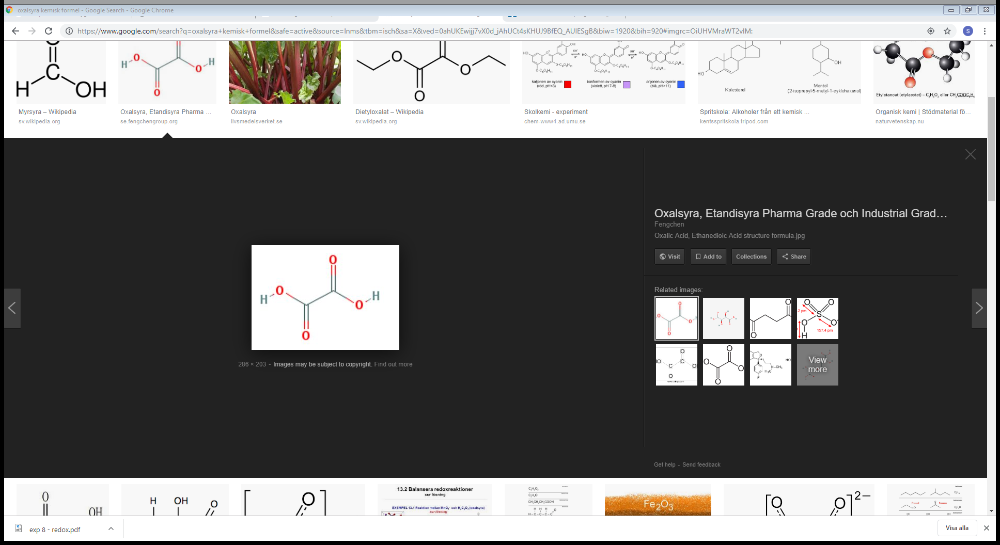 oxalsyra kemisk formel - Google Search - Google Chrome
https://www.google.com/search?q=oxalsyra+kemisk+formel&safe=active&source=lnms&tbm=isch&sa=X&ved=0ahUKEwijj7vX0d_jAhUCt4sKHUJ9BfEQ_AUIESgB&biw=1920&bih=920#imgrc=OiUHVMraWT2vIM:
S
O
C
H
OH
H
O
O
H
O
O
O
O
HO
OH
katjonen av cyanin
(röd, pH<3)
basformen av cyanin
(violett, pH 7-8)
anjonen av cyanin
(blå, pH>11)
HO
Kolesterol
OH
Mentol
(2-isopropyl-5-metyl-1-cyklohexanol)
Etyletanoat (etylacetat) – C₄H₈O₂ eller
Myrsyra – Wikipedia
sv.wikipedia.org
Oxalsyra, Etandisyra Pharma ...
se.fengchengroup.org
Oxalsyra
livsmedelsverket.se
Dietyloxalat – Wikipedia
sv.wikipedia.org
Skolkemi - experiment
chem-www4.ad.umu.se
Spritskola: Alkoholer från ett kemisk ...
kentsspritskola.tripod.com
Organisk kemi | Stödmaterial fö...
naturvetenskap.nu
O
H
O
O
H
O
286 × 203 - Images may be subject to copyright. Find out more
Oxalsyra, Etandisyra Pharma Grade och Industrial Grad...
Fengchen
Oxalic Acid, Ethanedioic Acid structure formula.jpg
Visit
Add to
Collections
Share
Related images:
157.4 pm
View
more
Get help - Send feedback
O
OH
H
OH
O
O
13.2 Balansera redoxreaktioner
sur lösning
EXEMPEL 13.1 Reaktion mellan MnO₄⁻ och H₂C₂O₄ (oxalsyra)
sur lösning
CH₃CH₂CH₂COOH
Fe₂O₃
O
O
2−
exp 8 - redox.pdf
Visa alla